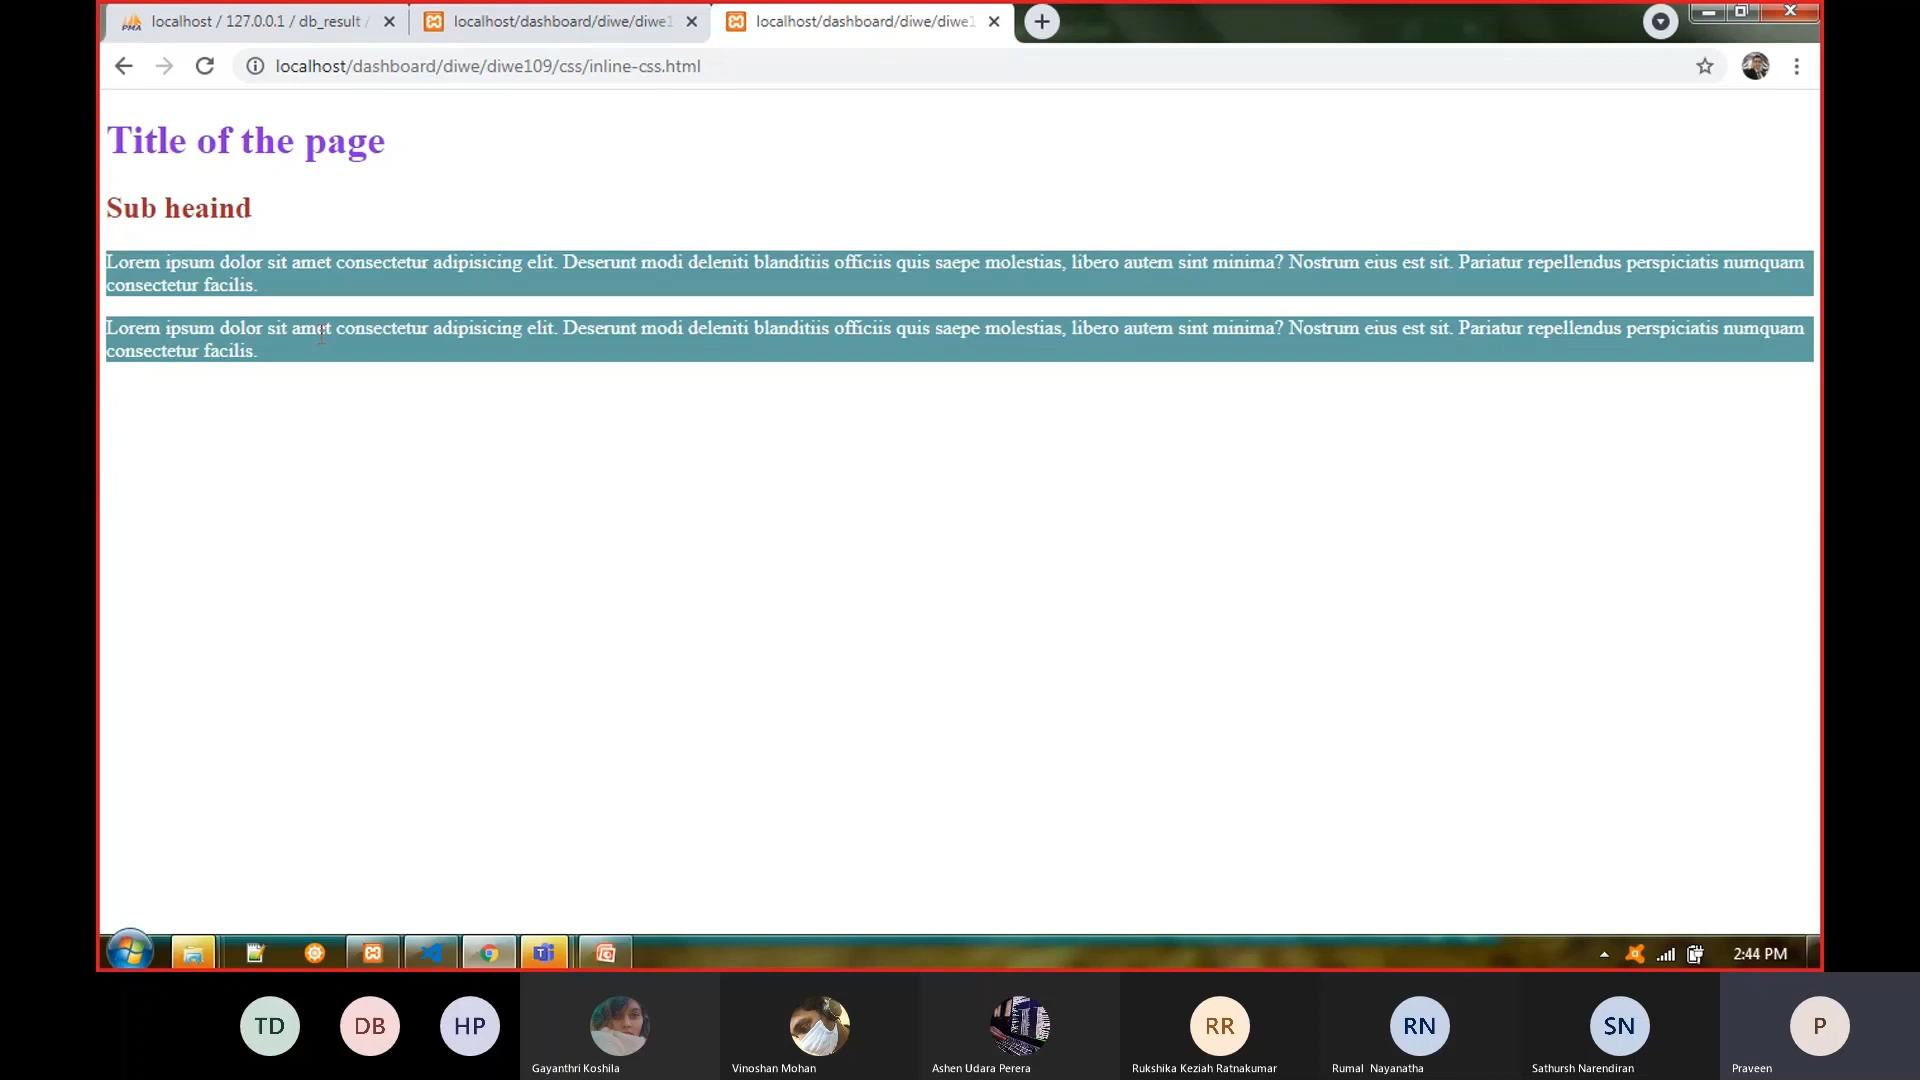 localhost / 127.0.0.1 / db_result /
localhost/dashboard/diwe/diwe1
localhost/dashboard/diwe/diwe1
localhost/dashboard/diwe/diwe109/css/inline-css.html
Title of the page
Sub heaind
Lorem ipsum dolor sit amet consectetur adipisicing elit. Deserunt modi deleniti blanditiis officiis quis saepe molestias, libero autem sint minima? Nostrum eius est sit. Pariatur repellendus perspiciatis numquam
consectetur facilis.
Lorem ipsum dolor sit amet consectetur adipisicing elit. Deserunt modi deleniti blanditiis officiis quis saepe molestias, libero autem sint minima? Nostrum eius est sit. Pariatur repellendus perspiciatis numquam
consectetur facilis.
2:44 PM
TD
DB
HP
RR
RN
SN
P
Gayanthri Koshila
Vinoshan Mohan
Ashen Udara Perera
Rukshika Keziah Ratnakumar
Rumal Nayanatha
Sathursh Narendiran
Praveen